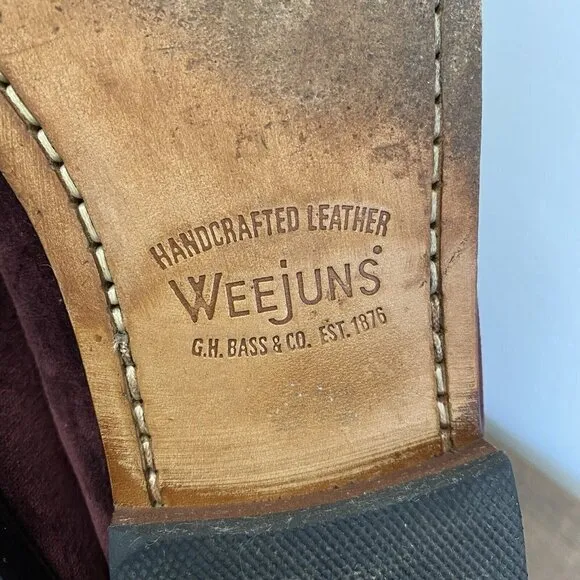 HANDCRAFTED LEATHER
WEEJUNS
G.H. BASS & CO. EST. 1876